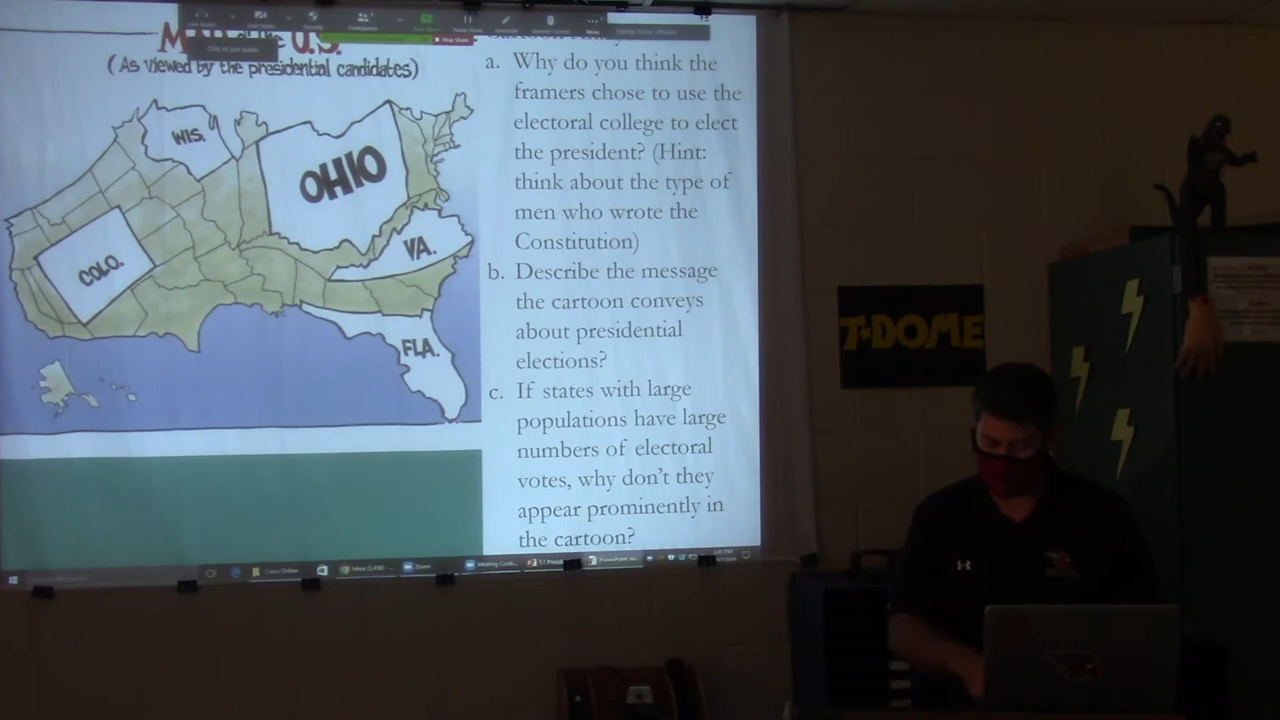 U.S.
(As viewed by the presidential candidates)
WIS.
OHIO
COLO.
VA.
FLA.
a. Why do you think the
framers chose to use the
electoral college to elect
the president? (Hint:
think about the type of
men who wrote the
Constitution)
b. Describe the message
the cartoon conveys
about presidential
elections?
c. If states with large
populations have large
numbers of electoral
votes, why don't they
appear prominently in
the cartoon?
T-DOME
Zoom